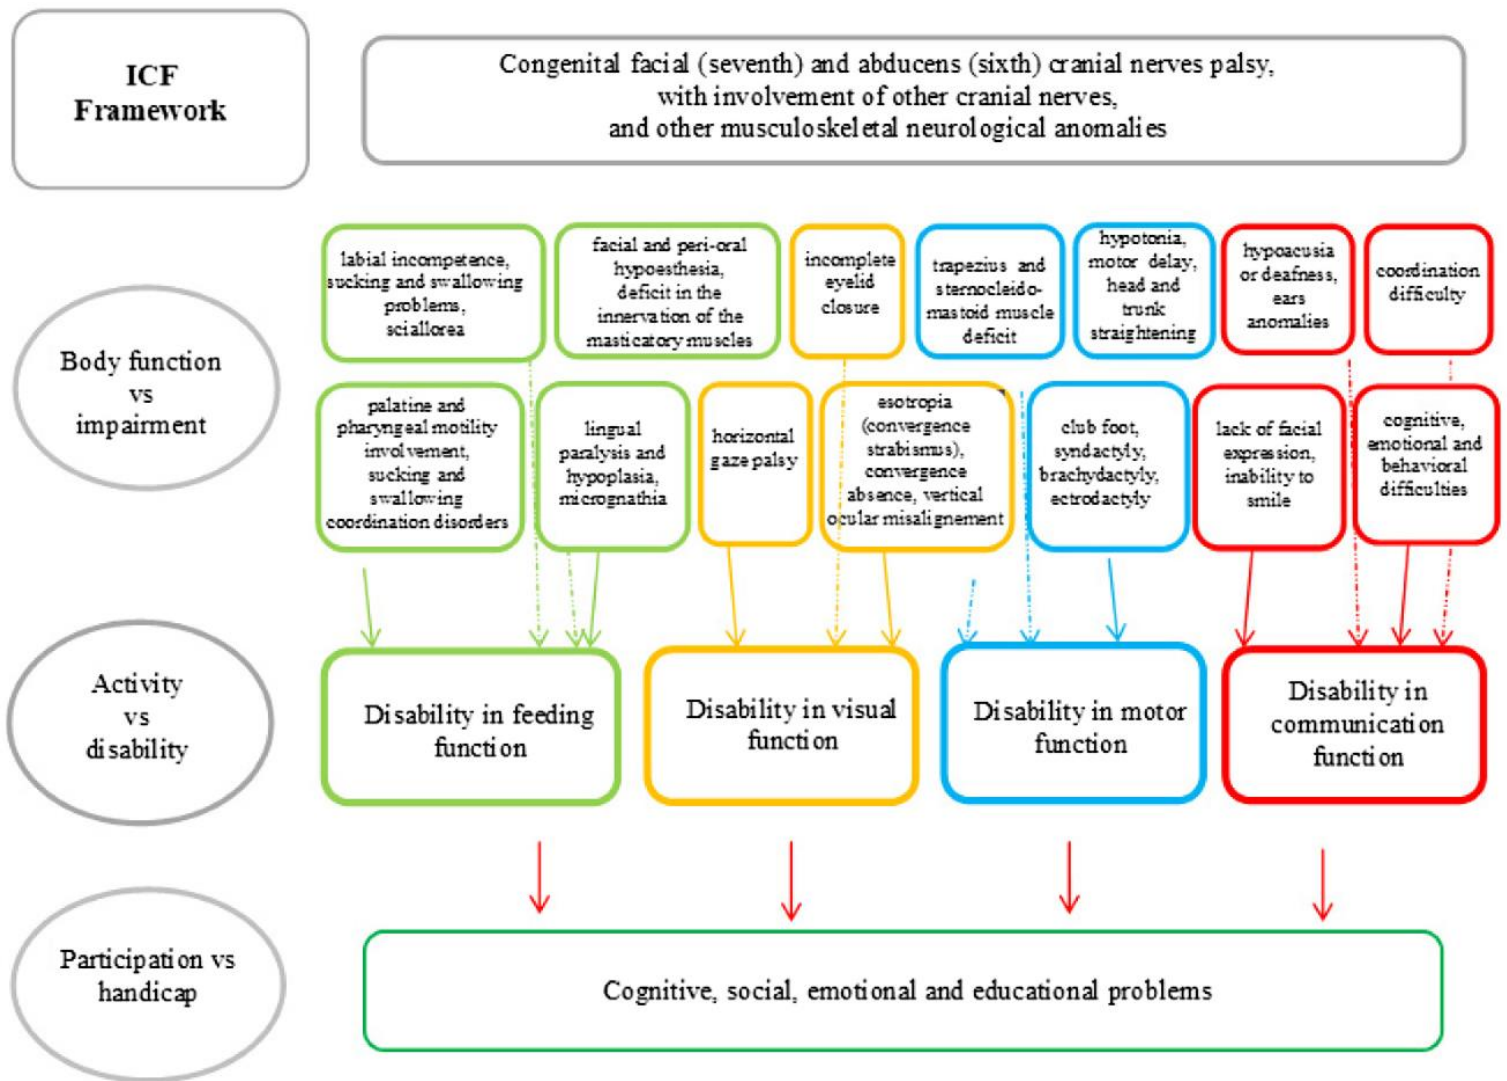 ICF
Framework
Congenital facial (seventh) and abducens (sixth) cranial nerves palsy,
with involvement of other cranial nerves,
and other musculoskeletal neurological anomalies
Body function
vs
impairment
labial incompetence,
sucking and swallowing
problems,
sciallorea
facial and peri-oral
hypoesthesia,
deficit in the
innervation of the
masticatory muscles
incomplete
eyelid
closure
trapezius and
sternocleido-
mastoid muscle
deficit
hypotonia,
motor delay,
head and
trunk
straightening
hypoacusia
or deafness,
ears
anomalies
coordination
difficulty
palatine and
pharyngeal motility
involvement,
sucking and
swallowing
coordination disorders
lingual
paralysis and
hypoplasia,
micrognathia
horizontal
gaze palsy
esotropia
(convergence
strabismus),
convergence
absence, vertical
ocular misalignement
club foot,
syndactyly,
brachydactyly,
ectrodactyly
lack of facial
expression,
inability to
smile
cognitive,
emotional and
behavioral
difficulties
Activity
vs
disability
Disability in feeding
function
Disability in visual
function
Disability in motor
function
Disability in
communication
function
Participation vs
handicap
Cognitive, social, emotional and educational problems